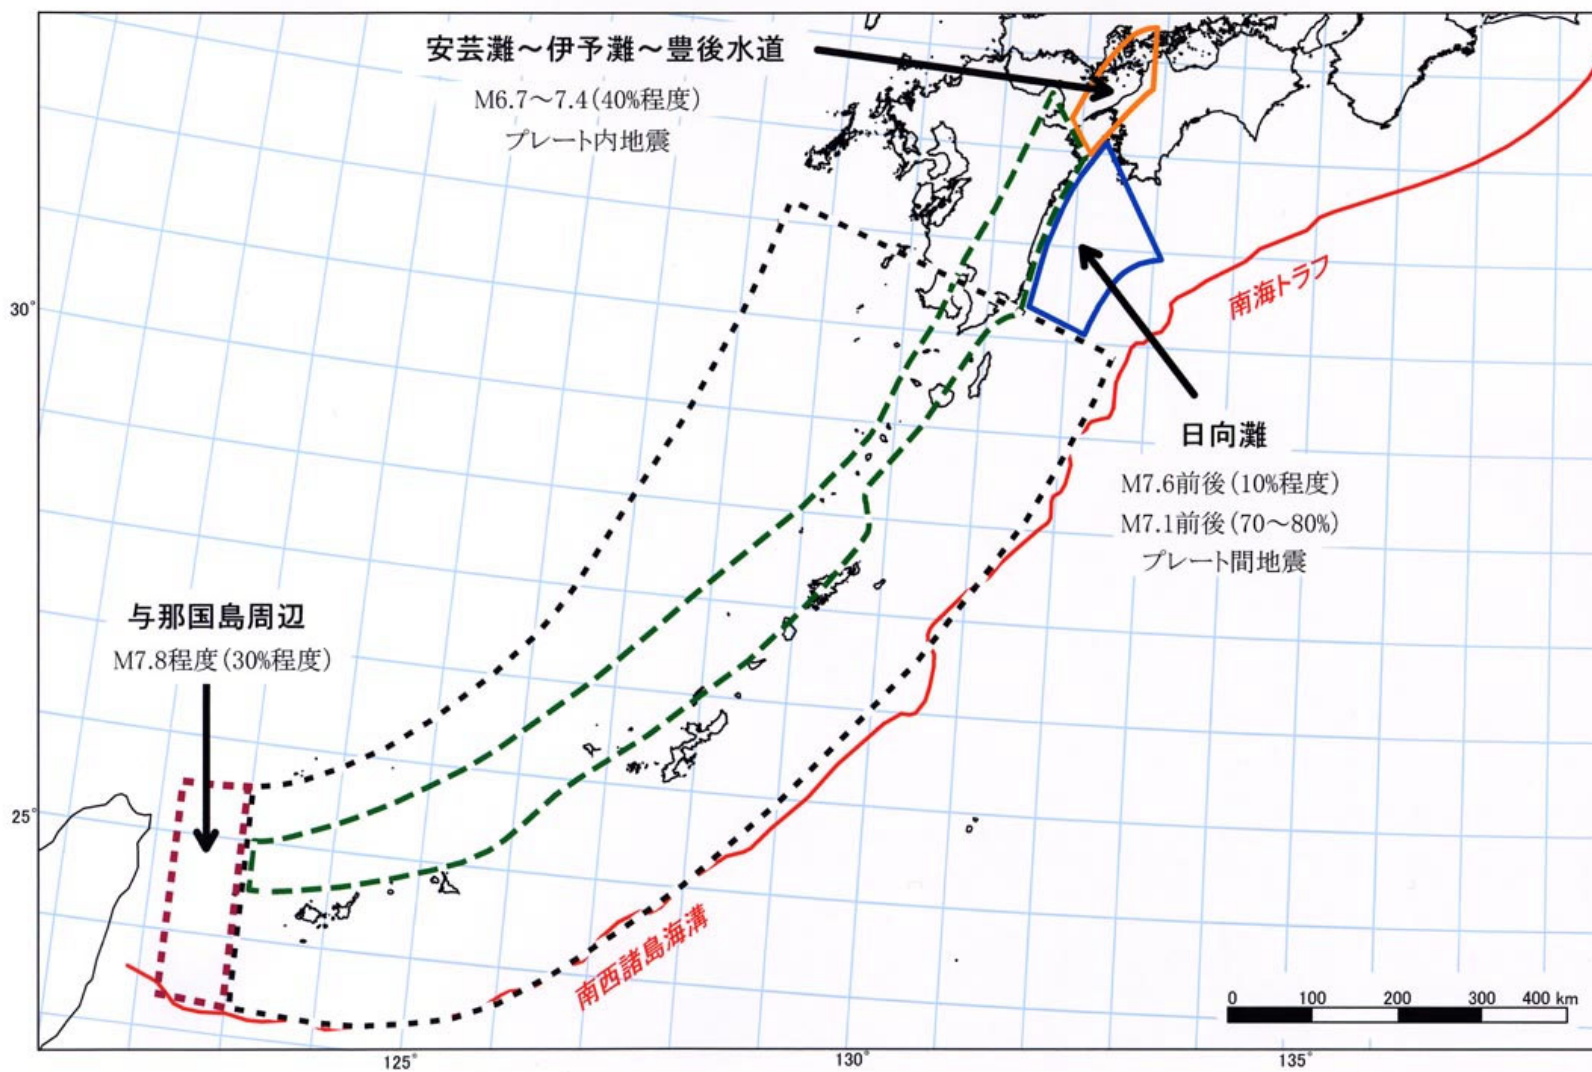 安芸灘～伊予灘～豊後水道
M6.7～7.4(40%程度)
プレート内地震
南海トラフ
30°
日向灘
M7.6前後(10%程度)
M7.1前後(70～80%)
プレート間地震
与那国島周辺
M7.8程度(30%程度)
25°
南西諸島海溝
0 100 200 300 400 km
125° 130° 135°